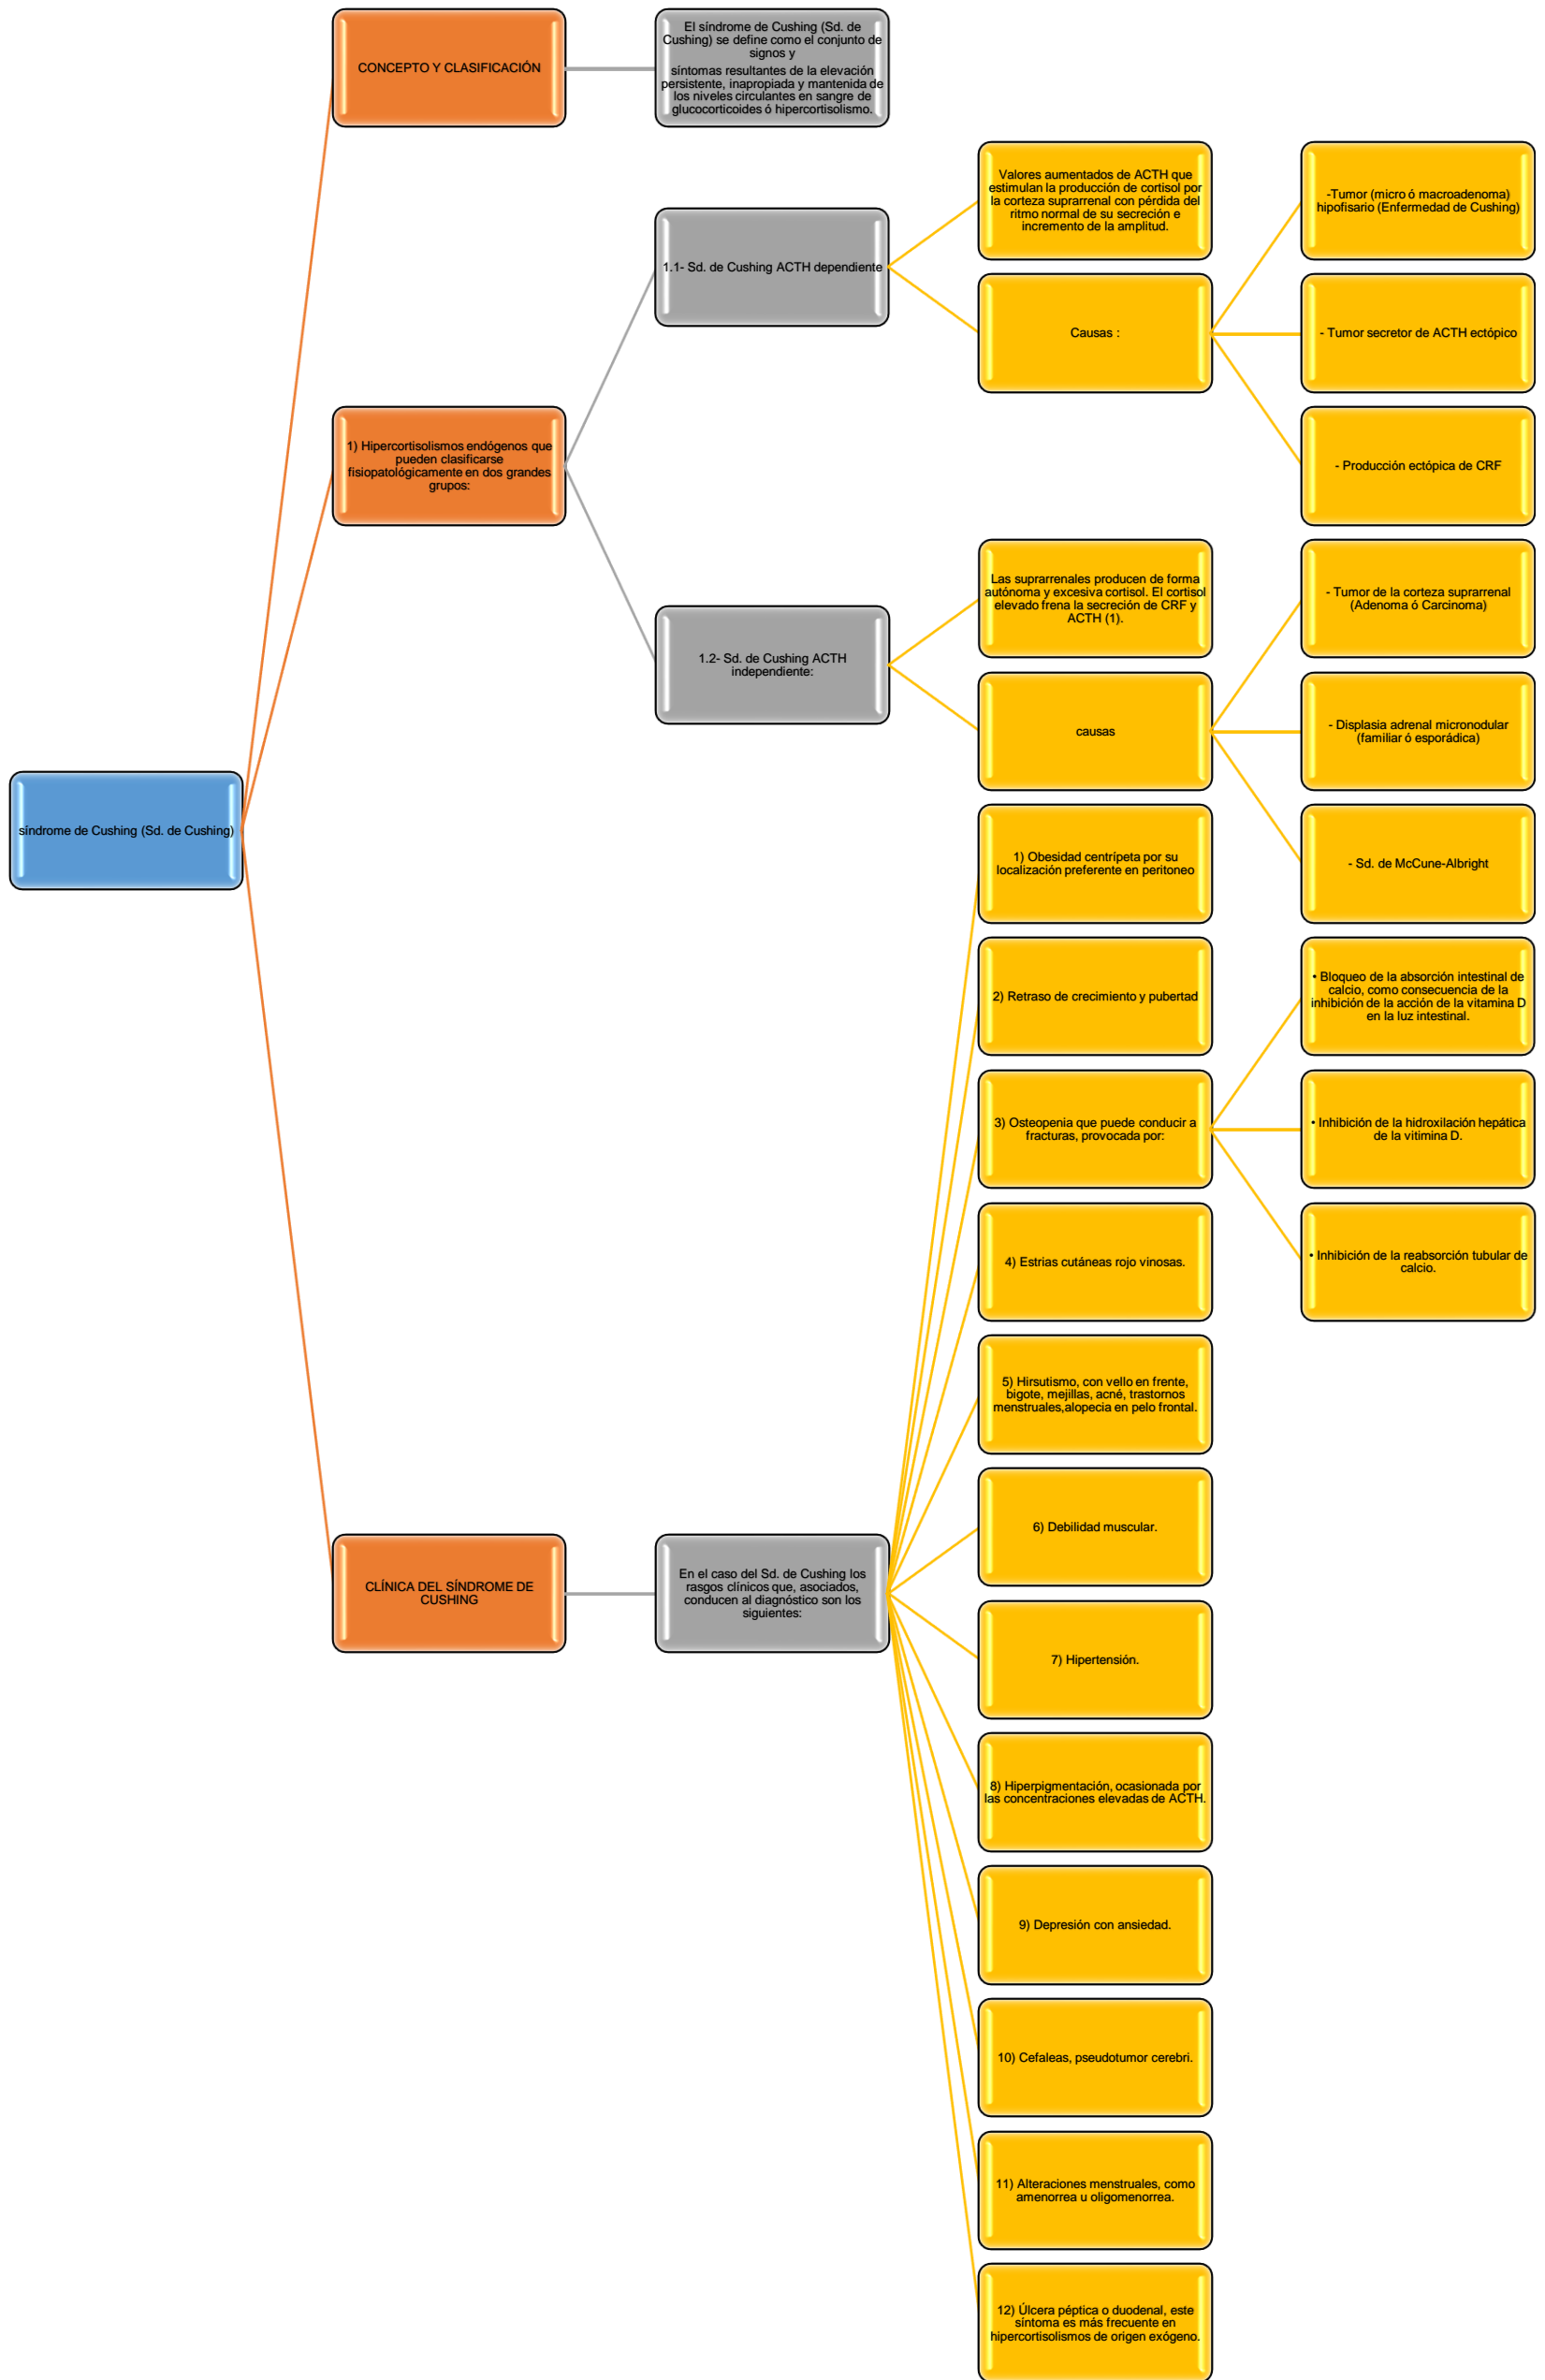 síndrome de Cushing (Sd. de Cushing)
CONCEPTO Y CLASIFICACIÓN
El síndrome de Cushing (Sd. de
Cushing) se define como el conjunto de
signos y
síntomas resultantes de la elevación
persistente, inapropiada y mantenida de
los niveles circulantes en sangre de
glucocorticoides ó hipercortisolismo.
1) Hipercortisolismos endógenos que
pueden clasificarse
fisiopatológicamente en dos grandes
grupos:
1.1- Sd. de Cushing ACTH dependiente
Valores aumentados de ACTH que
estimulan la producción de cortisol por
la corteza suprarrenal con pérdida del
ritmo normal de su secreción e
incremento de la amplitud.
Causas :
-Tumor (micro ó macroadenoma)
hipofisario (Enfermedad de Cushing)
- Tumor secretor de ACTH ectópico
- Producción ectópica de CRF
1.2- Sd. de Cushing ACTH
independiente:
Las suprarrenales producen de forma
autónoma y excesiva cortisol. El cortisol
elevado frena la secreción de CRF y
ACTH (1).
causas
- Tumor de la corteza suprarrenal
(Adenoma ó Carcinoma)
- Displasia adrenal micronodular
(familiar ó esporádica)
- Sd. de McCune-Albright
CLÍNICA DEL SÍNDROME DE
CUSHING
En el caso del Sd. de Cushing los
rasgos clínicos que, asociados,
conducen al diagnóstico son los
siguientes:
1) Obesidad centrípeta por su
localización preferente en peritoneo
2) Retraso de crecimiento y pubertad
3) Osteopenia que puede conducir a
fracturas, provocada por:
• Bloqueo de la absorción intestinal de
calcio, como consecuencia de la
inhibición de la acción de la vitamina D
en la luz intestinal.
• Inhibición de la hidroxilación hepática
de la vitimina D.
• Inhibición de la reabsorción tubular de
calcio.
4) Estrias cutáneas rojo vinosas.
5) Hirsutismo, con vello en frente,
bigote, mejillas, acné, trastornos
menstruales,alopecia en pelo frontal.
6) Debilidad muscular.
7) Hipertensión.
8) Hiperpigmentación, ocasionada por
las concentraciones elevadas de ACTH.
9) Depresión con ansiedad.
10) Cefaleas, pseudotumor cerebri.
11) Alteraciones menstruales, como
amenorrea u oligomenorrea.
12) Úlcera péptica o duodenal, este
síntoma es más frecuente en
hipercortisolismos de origen exógeno.